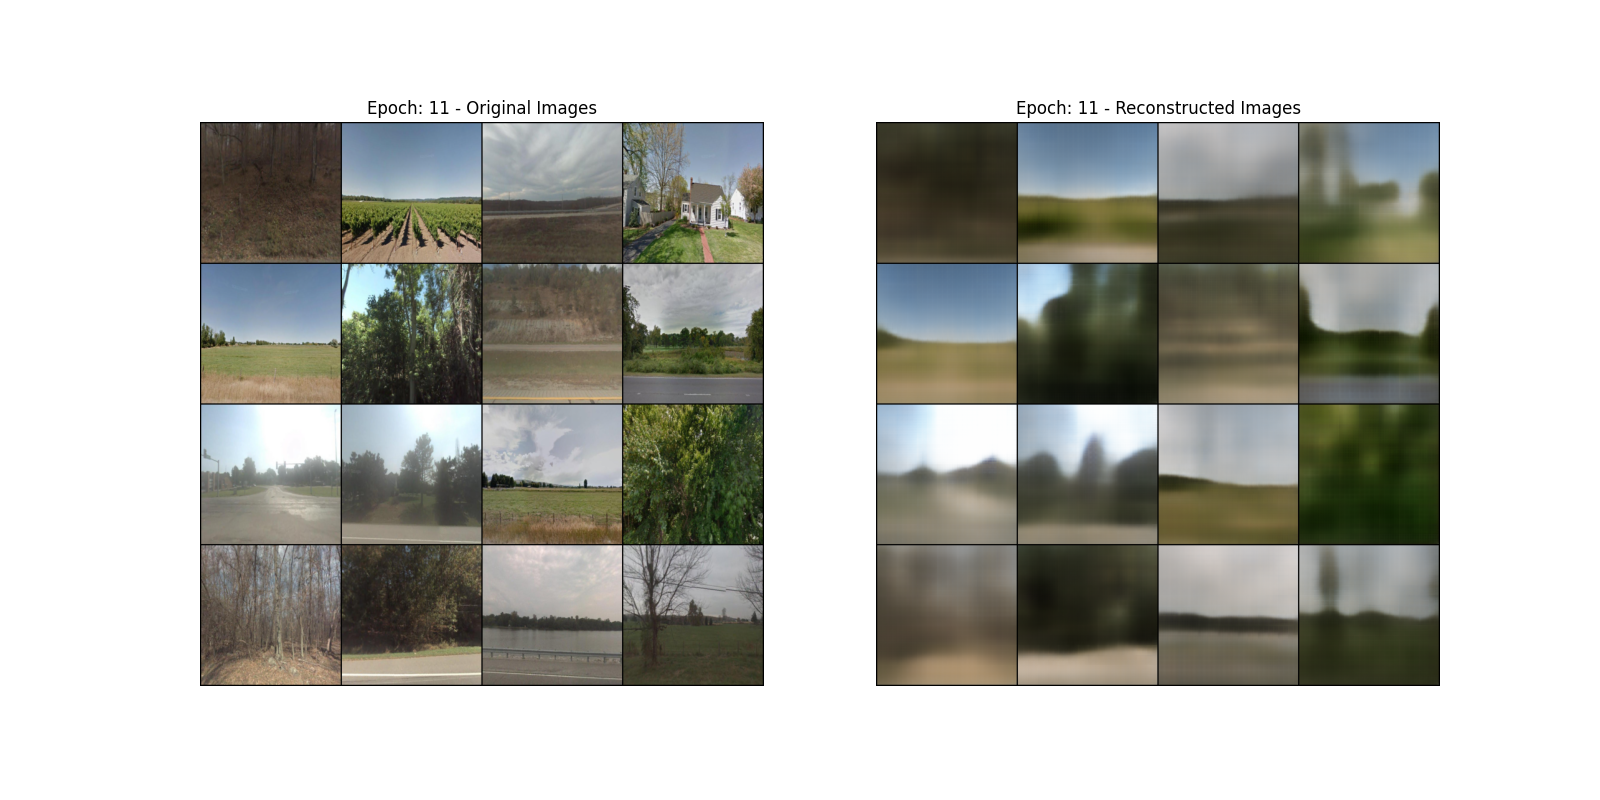 Epoch: 11 - Original Images
Epoch: 11 - Reconstructed Images